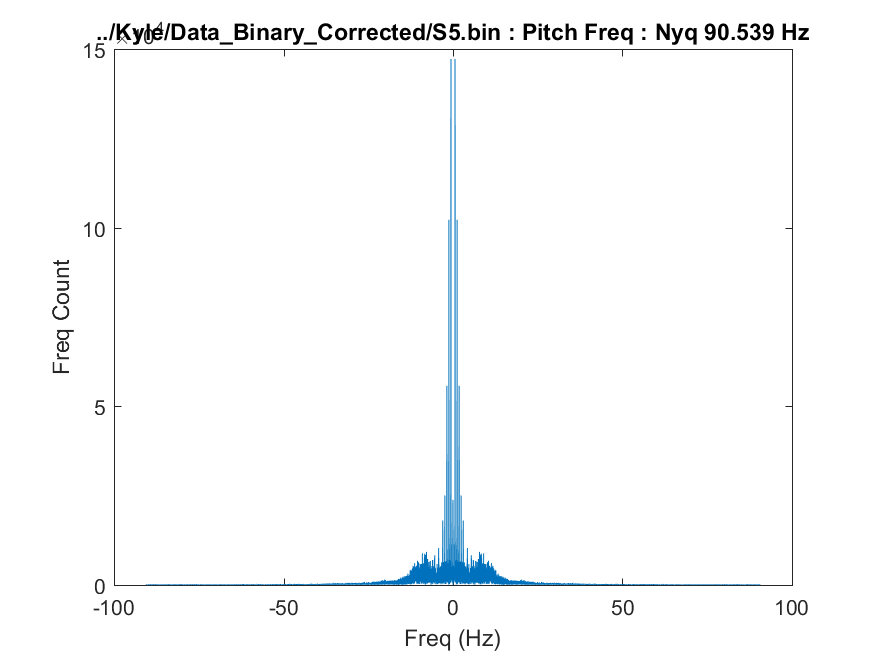 ../Kyle/Data_Binary_Corrected/S5.bin : Pitch Freq : Nyq 90.539 Hz
×10⁴
15
10
5
0
Freq Count
-100 -50 0 50 100
Freq (Hz)